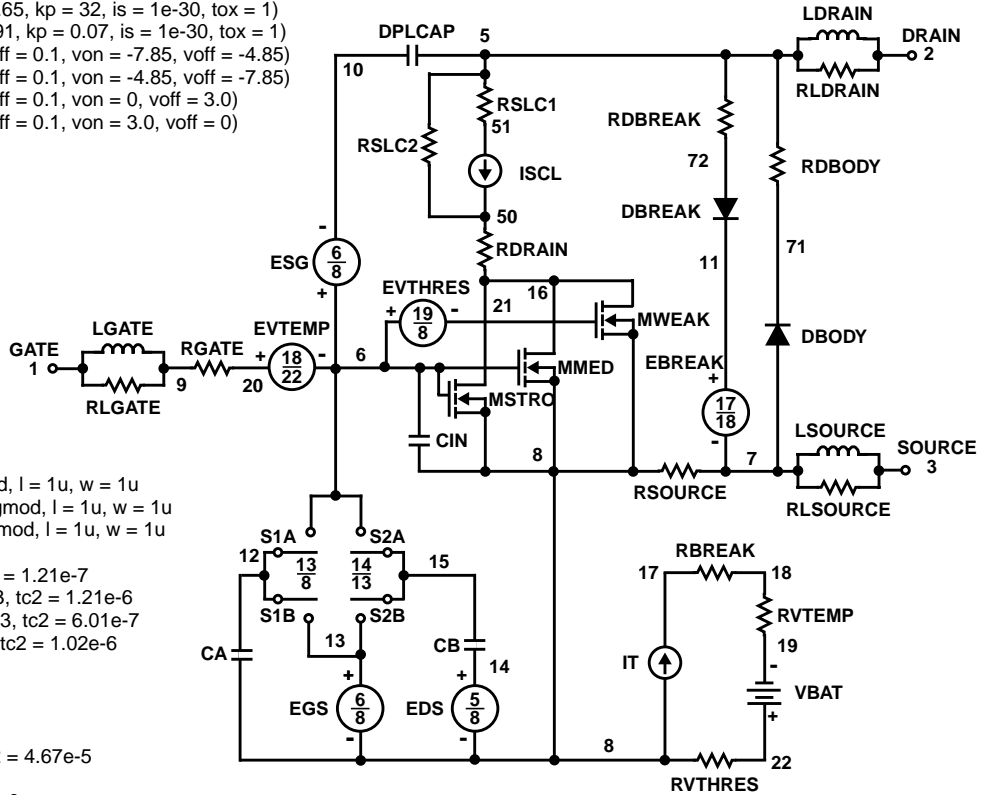 .65, kp = 32, is = 1e-30, tox = 1)
91, kp = 0.07, is = 1e-30, tox = 1)
ff = 0.1, von = -7.85, voff = -4.85)
ff = 0.1, von = -4.85, voff = -7.85)
ff = 0.1, von = 0, voff = 3.0)
ff = 0.1, von = 3.0, voff = 0)
d, l = 1u, w = 1u
gmod, l = 1u, w = 1u
mod, l = 1u, w = 1u
= 1.21e-7
3, tc2 = 1.21e-6
3, tc2 = 6.01e-7
tc2 = 1.02e-6
= 4.67e-5
LDRAIN
DPLCAP
5
DRAIN
2
10
RLDRAIN
RSLC1
51
RDBREAK
RSLC2
72
RDBODY
ISCL
DBREAK
50
71
RDRAIN
ESG
6
8
11
EVTHRES
16
21
19
8
MWEAK
LGATE
EVTEMP
DBODY
RGATE
GATE
1
6
18
22
MMED
EBREAK
9
20
MSTRO
RLGATE
17
18
LSOURCE
CIN
8
7
SOURCE
3
RSOURCE
RLSOURCE
S1A
S2A
12
13
8
14
13
15
RBREAK
17
18
S1B
S2B
RVTEMP
13
CB
19
CA
14
IT
VBAT
EGS
6
8
EDS
5
8
8
22
RVTHRES